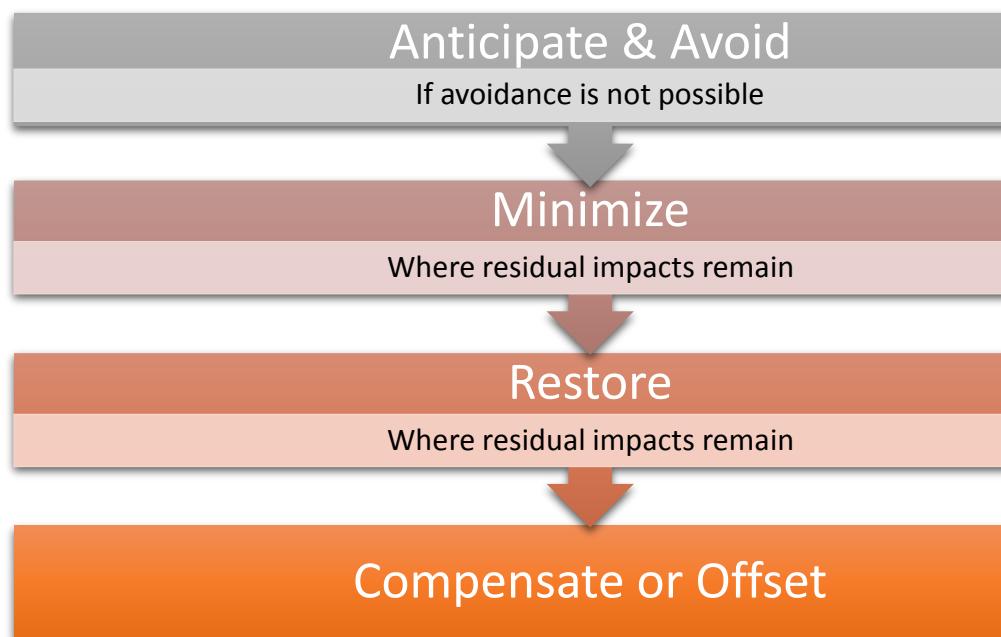 Anticipate & Avoid
If avoidance is not possible
Minimize
Where residual impacts remain
Restore
Where residual impacts remain
Compensate or Offset